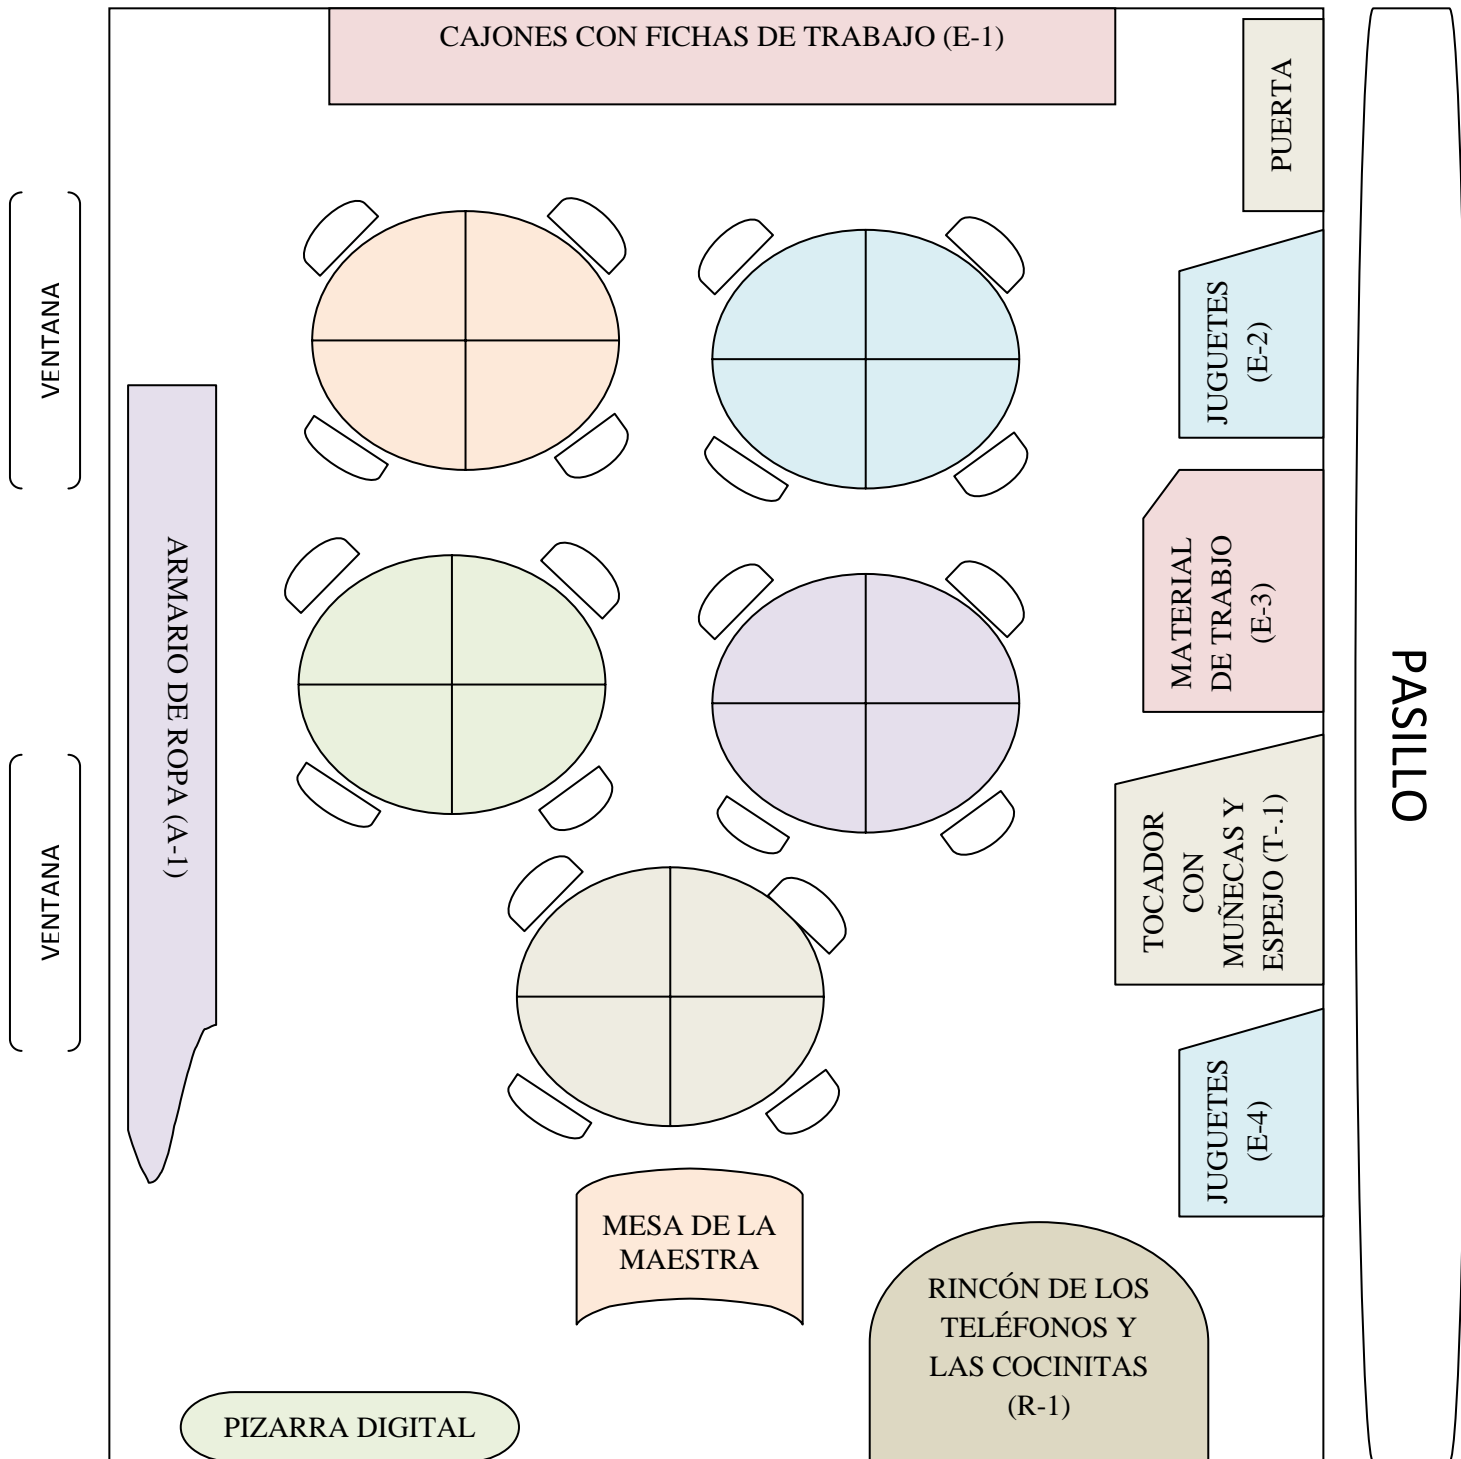 CAJONES CON FICHAS DE TRABAJO (E-1)
PUERTA
VENTANA
JUGUETES
(E-2)
ARMARIO DE ROPA (A-1)
MATERIAL
DE TRABAJO
(E-3)
PASILLO
VENTANA
TOCADOR
CON
MUÑECAS Y
ESPEJO (T-.1)
JUGUETES
(E-4)
MESA DE LA
MAESTRA
RINCÓN DE LOS
TELÉFONOS Y
LAS COCINITAS
(R-1)
PIZARRA DIGITAL